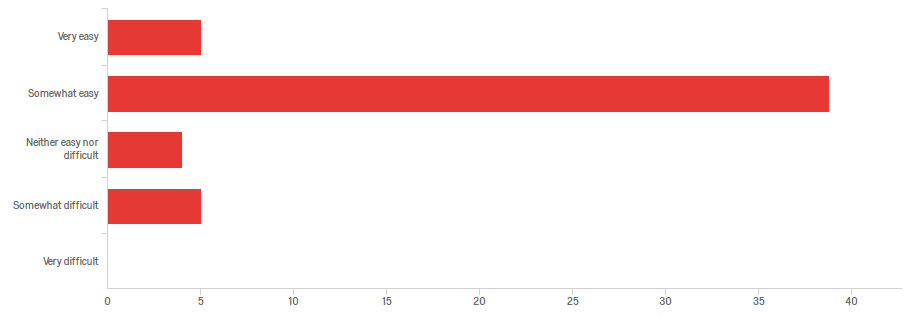 Very easy
Somewhat easy
Neither easy nor
difficult
Somewhat difficult
Very difficult
0 5 10 15 20 25 30 35 40